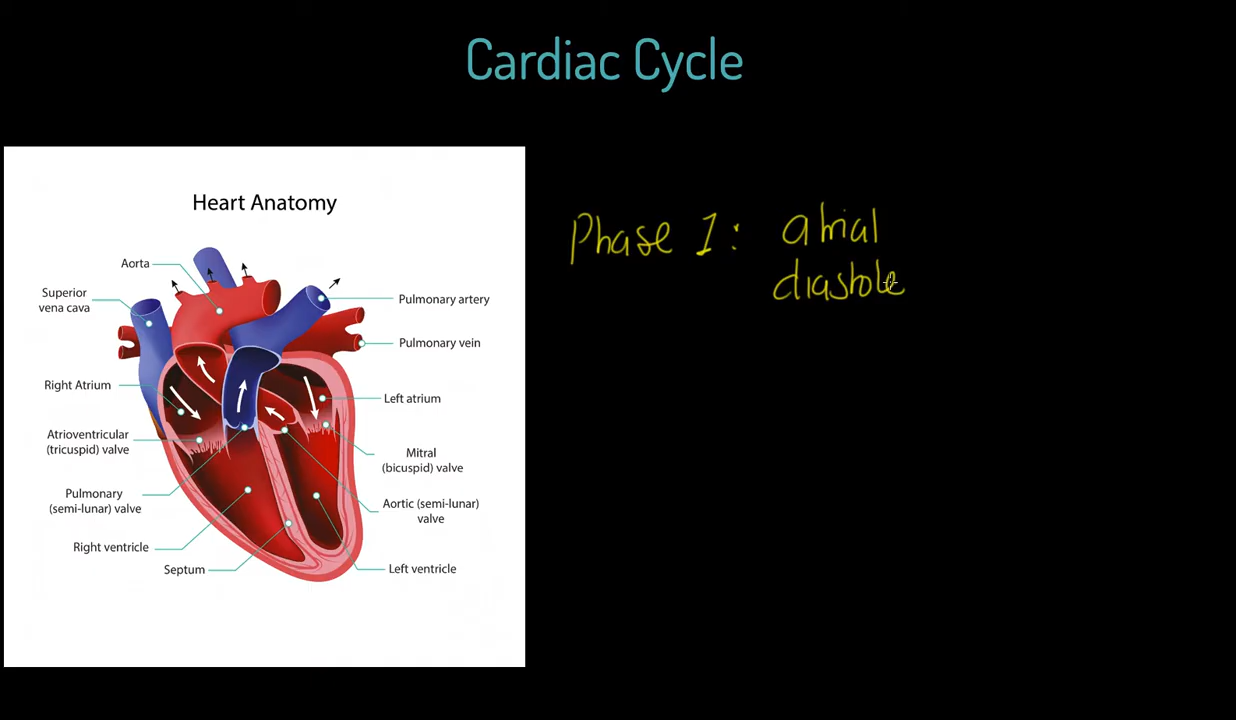 Cardiac Cycle
Heart Anatomy
Aorta
Superior
vena cava
Right Atrium
Atrioventricular
(tricuspid) valve
Pulmonary
(semi-lunar) valve
Right ventricle
Septum
Pulmonary artery
Pulmonary vein
Left atrium
Mitral
(bicuspid) valve
Aortic (semi-lunar)
valve
Left ventricle
Phase 1: atrial
diastole